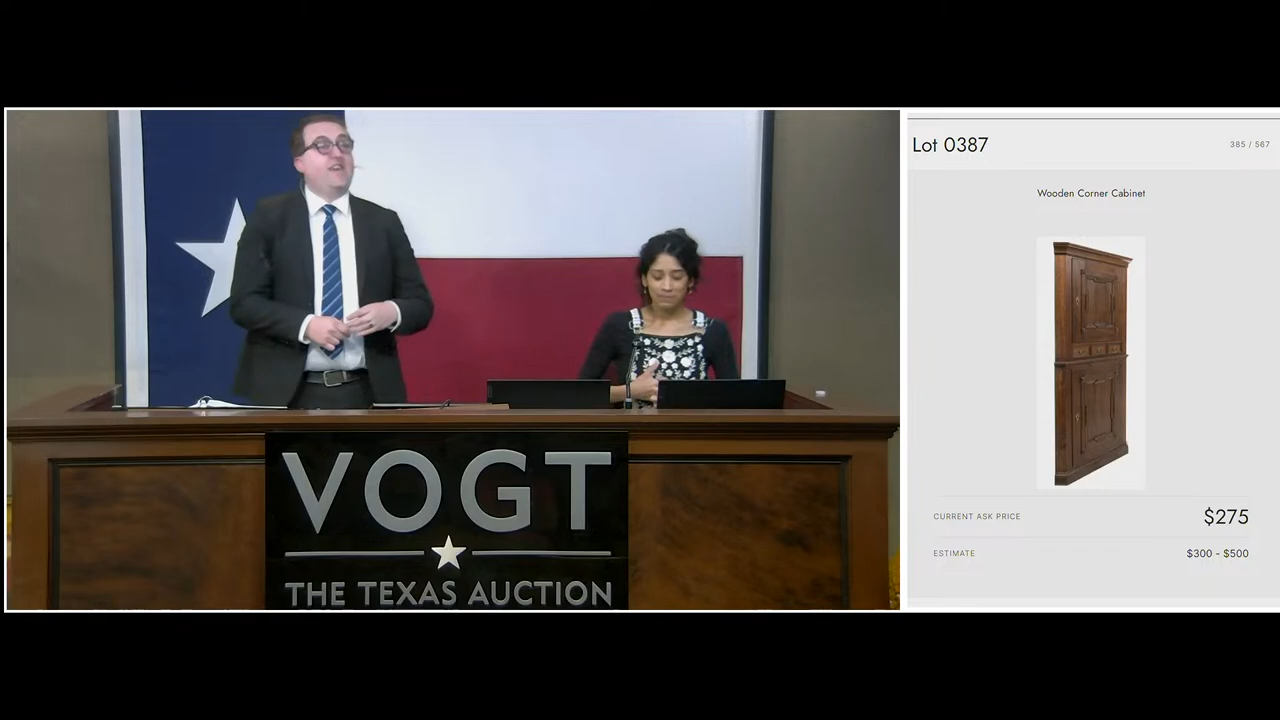 VOGT
THE TEXAS AUCTION
Lot 0387
385 / 567
Wooden Corner Cabinet
CURRENT ASK PRICE
$275
ESTIMATE
$300 - $500